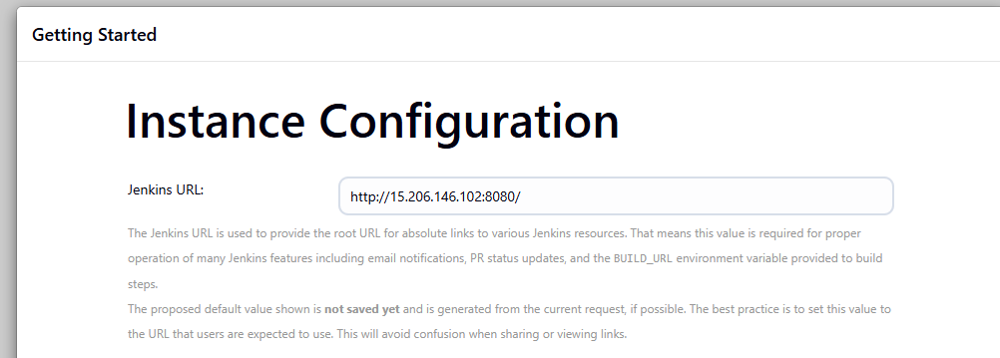 Getting Started
Instance Configuration
Jenkins URL:
http://15.206.146.102:8080/
The Jenkins URL is used to provide the root URL for absolute links to various Jenkins resources. That means this value is required for proper
operation of many Jenkins features including email notifications, PR status updates, and the BUILD_URL environment variable provided to build
steps.
The proposed default value shown is not saved yet and is generated from the current request, if possible. The best practice is to set this value to
the URL that users are expected to use. This will avoid confusion when sharing or viewing links.